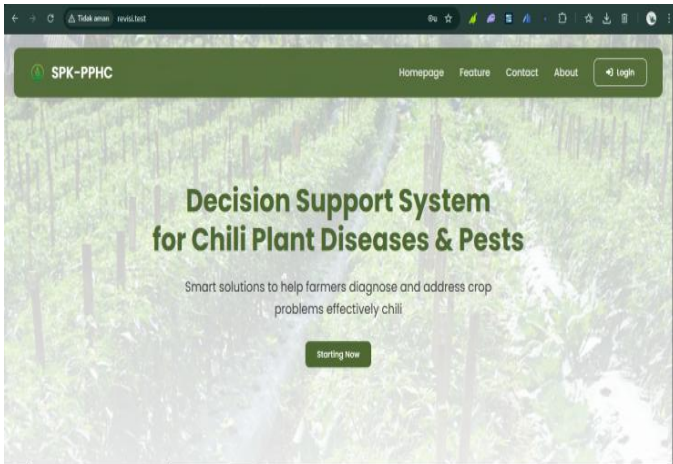 Tidak aman revisi.test
SPK-PPHC
Homepage Feature Contact About Login
Decision Support System
for Chili Plant Diseases & Pests
Smart solutions to help farmers diagnose and address crop
problems effectively chili
Starting Now